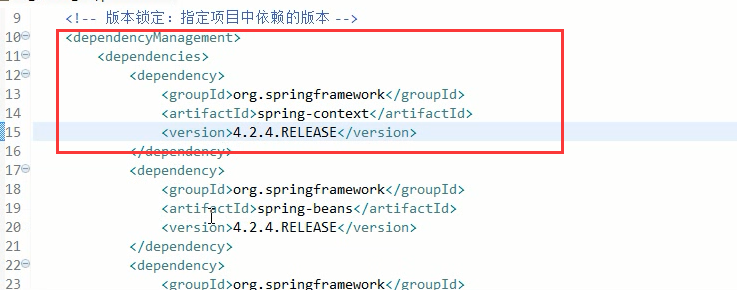 9 <!-- 版本锁定：指定项目中依赖的版本 -->
10 <dependencyManagement>
11 <dependencies>
12 <dependency>
13 <groupId>org.springframework</groupId>
14 <artifactId>spring-context</artifactId>
15 <version>4.2.4.RELEASE</version>
16 </dependency>
17 <dependency>
18 <groupId>org.springframework</groupId>
19 <artifactId>spring-beans</artifactId>
20 <version>4.2.4.RELEASE</version>
21 </dependency>
22 <dependency>
23 <groupId>org.springframework</groupId>